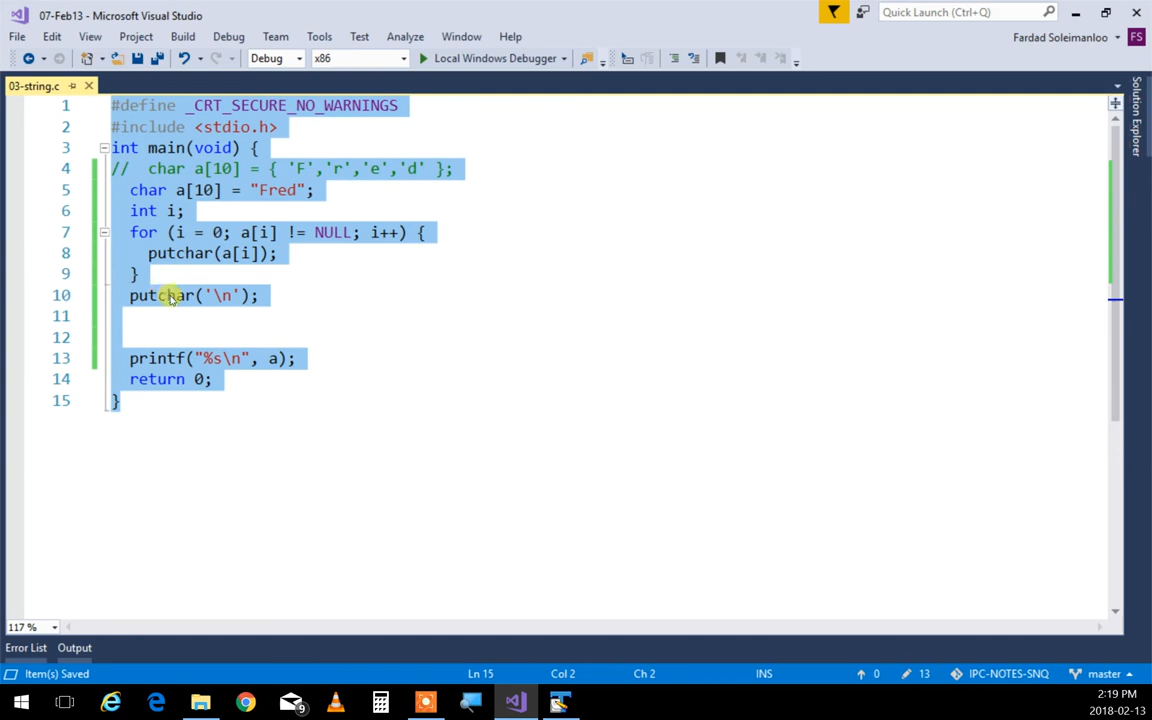 07-Feb13 - Microsoft Visual Studio
Quick Launch (Ctrl+Q)
File Edit View Project Build Debug Team Tools Test Analyze Window Help
Fardad Soleimanloo FS
Debug x86 Local Windows Debugger
03-string.c
1 #define _CRT_SECURE_NO_WARNINGS
2 #include <stdio.h>
3 int main(void) {
4 //  char a[10] = { 'F','r','e','d' };
5 char a[10] = "Fred";
6 int i;
7 for (i = 0; a[i] != NULL; i++) {
8 putchar(a[i]);
9 }
10 putchar('\n');
11
12
13 printf("%s\n", a);
14 return 0;
15 }
Solution Explorer
117 %
Error List Output
Item(s) Saved Ln 15 Col 2 Ch 2 INS 0 13 IPC-NOTES-SNQ master
9
2:19 PM
2018-02-13